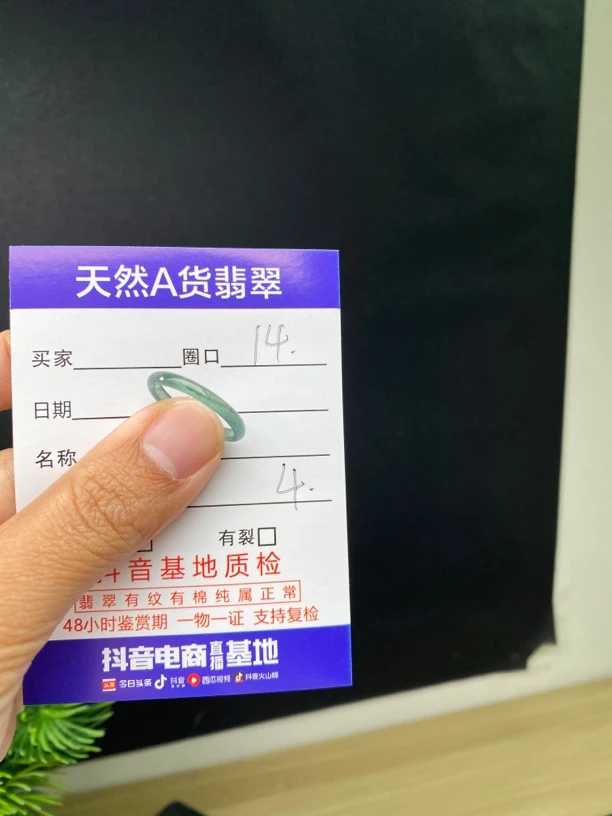 天然A货翡翠
买家 圈口 14.
日期
名称
4.
有裂
抖音基地质检
翡翠有纹有棉纯属正常
48小时鉴赏期 一物一证 支持复检
抖音电商直播基地
头条 今日头条 抖音 西瓜视频 抖音火山版